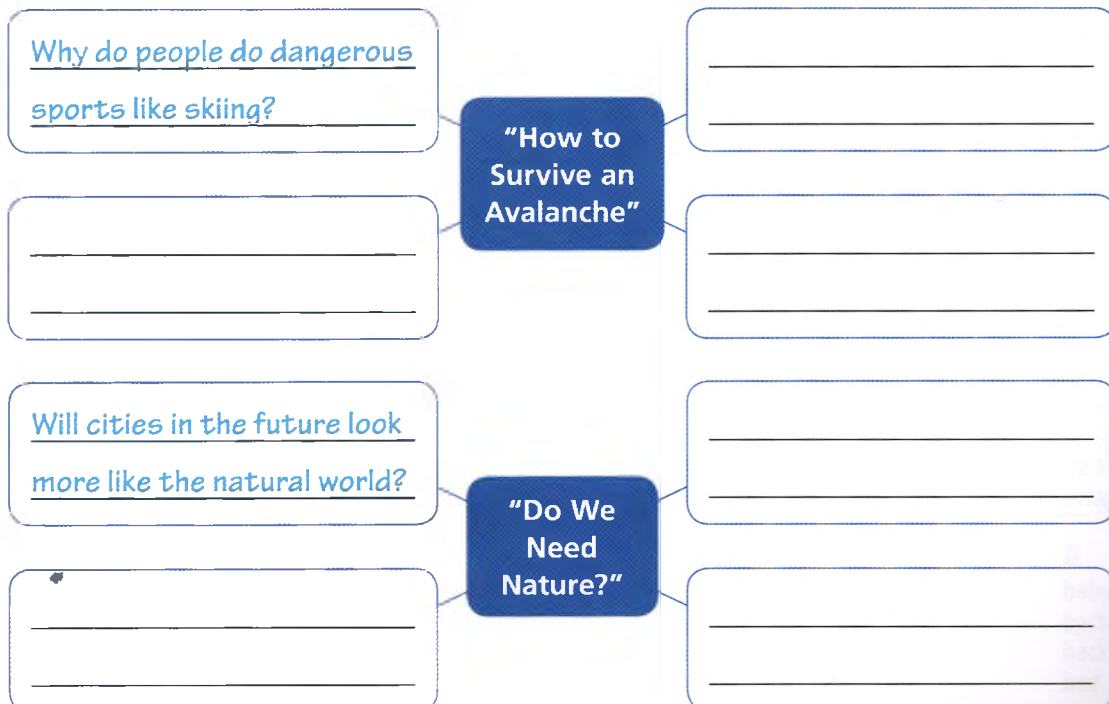 Why do people do dangerous
sports like skiing?
"How to
Survive an
Avalanche"
Will cities in the future look
more like the natural world?
"Do We
Need
Nature?"